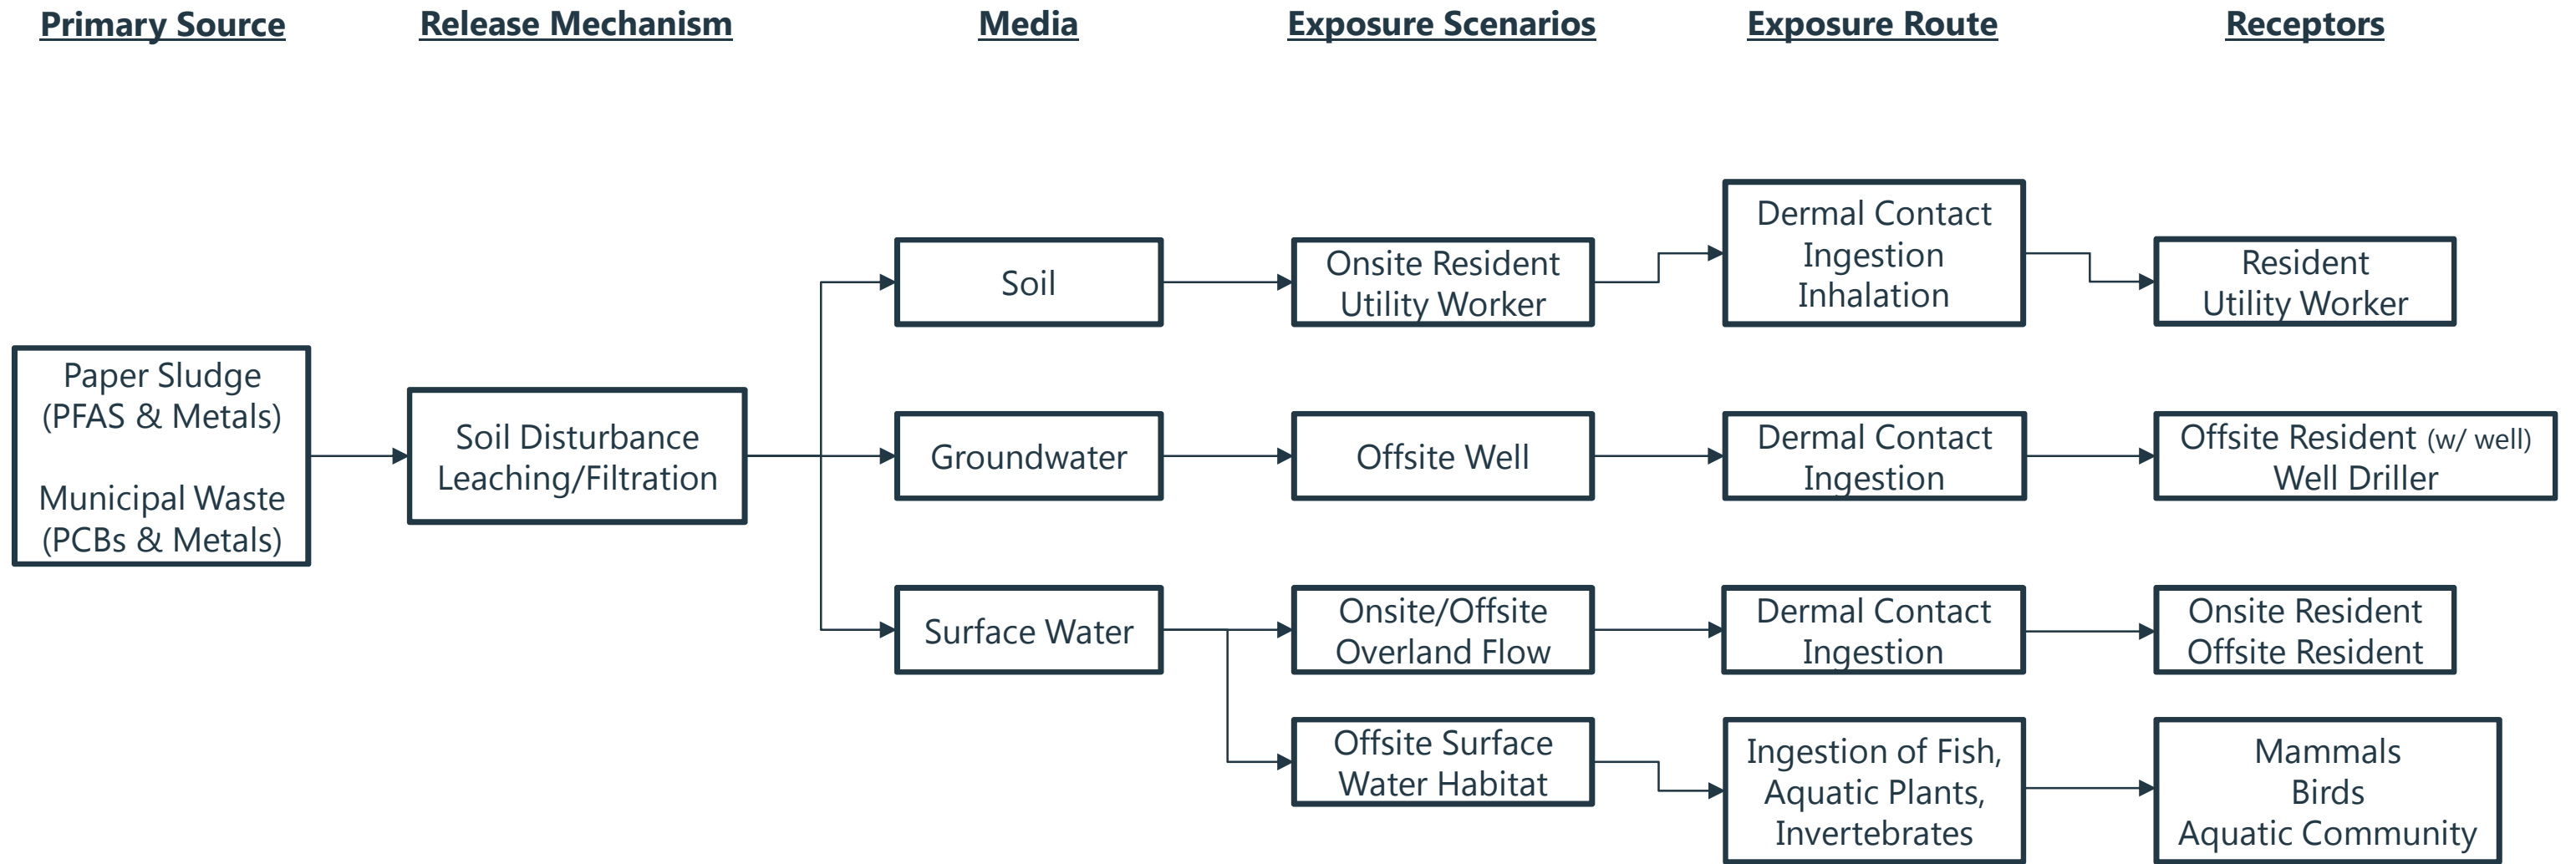 Primary Source
Release Mechanism
Media
Exposure Scenarios
Exposure Route
Receptors
Paper Sludge
(PFAS & Metals)
Municipal Waste
(PCBs & Metals)
Soil Disturbance
Leaching/Filtration
Soil
Onsite Resident
Utility Worker
Dermal Contact
Ingestion
Inhalation
Resident
Utility Worker
Groundwater
Offsite Well
Dermal Contact
Ingestion
Offsite Resident (w/ well)
Well Driller
Surface Water
Onsite/Offsite
Overland Flow
Dermal Contact
Ingestion
Onsite Resident
Offsite Resident
Offsite Surface
Water Habitat
Ingestion of Fish,
Aquatic Plants,
Invertebrates
Mammals
Birds
Aquatic Community